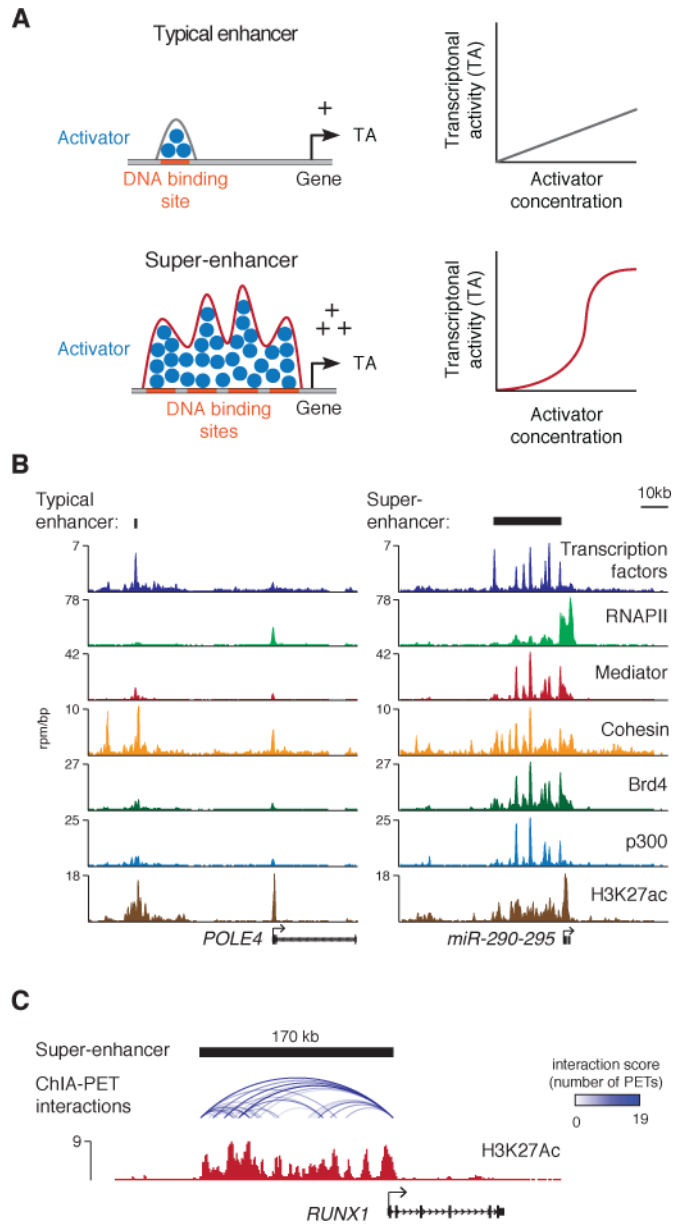 A
Typical enhancer
Activator
+
TA
DNA binding
site
Gene
Transcriptonal
activity (TA)
Activator
concentration
Super-enhancer
Activator
+
+ +
TA
DNA binding
sites
Gene
Transcriptonal
activity (TA)
Activator
concentration
B
Typical
enhancer:
Super-
enhancer:
10kb
7
7
Transcription
factors
78
78
RNAPII
42
42
Mediator
rpm/bp
10
10
Cohesin
27
27
Brd4
25
25
p300
18
18
H3K27ac
POLE4
miR-290-295
C
170 kb
Super-enhancer
ChIA-PET
interactions
interaction score
(number of PETs)
0
19
9
H3K27Ac
RUNX1